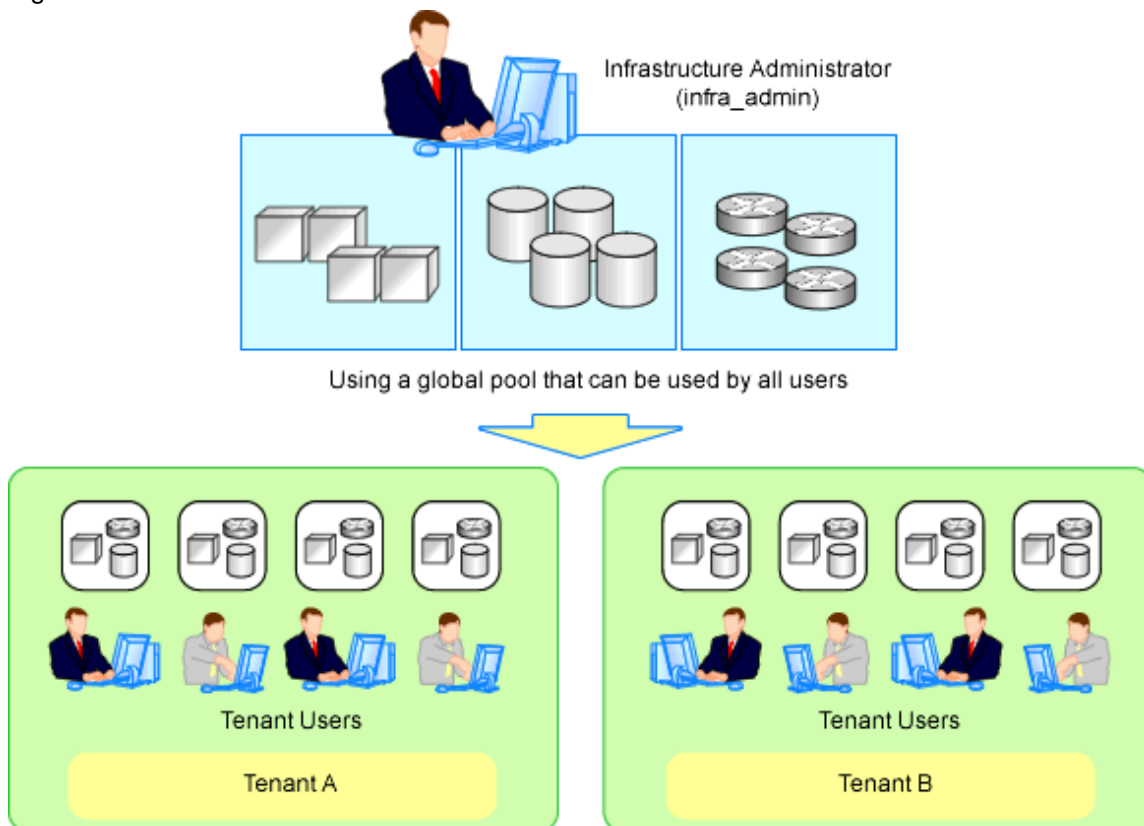 Infrastructure Administrator
(infra_admin)
Using a global pool that can be used by all users
Tenant Users
Tenant Users
Tenant A
Tenant B